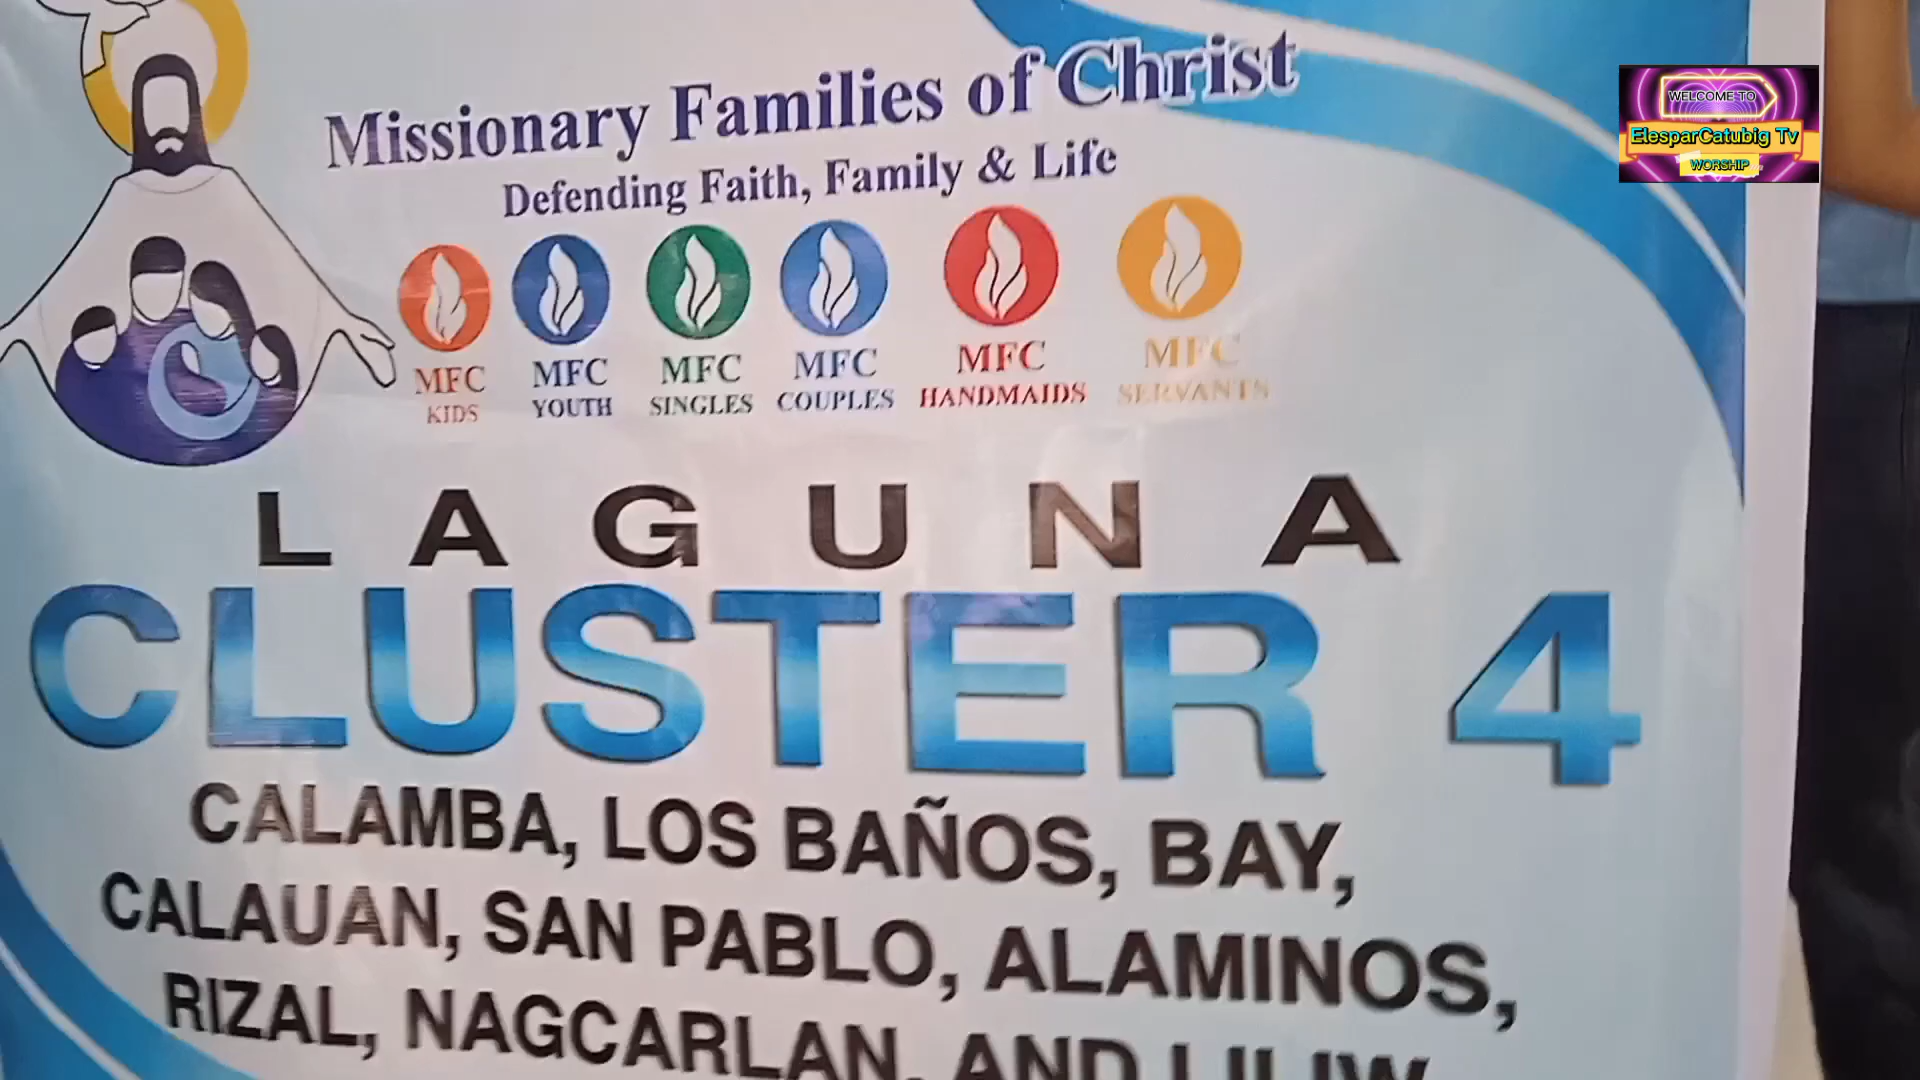 Missionary Families of Christ
Defending Faith, Family & Life
MFC KIDS
MFC YOUTH
MFC SINGLES
MFC COUPLES
MFC HANDMAIDS
MFC SERVANTS
LAGUNA
CLUSTER 4
CALAMBA, LOS BAÑOS, BAY,
CALAUAN, SAN PABLO, ALAMINOS,
RIZAL, NAGCARLAN, AND LILIW
WELCOME TO
ElesparCatubig Tv
WORSHIP